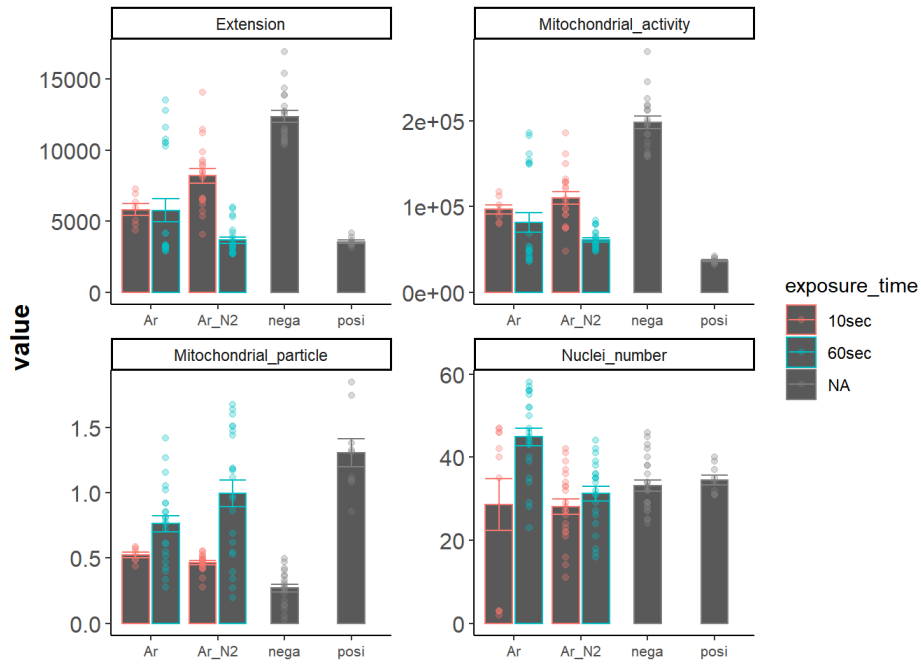 Extension
Mitochondrial_activity
15000
10000
5000
0
2e+05
1e+05
0e+00
Ar Ar_N2 nega posi
Ar Ar_N2 nega posi
value
exposure_time
10sec
60sec
NA
Mitochondrial_particle
Nuclei_number
1.5
1.0
0.5
0.0
60
40
20
0
Ar Ar_N2 nega posi
Ar Ar_N2 nega posi